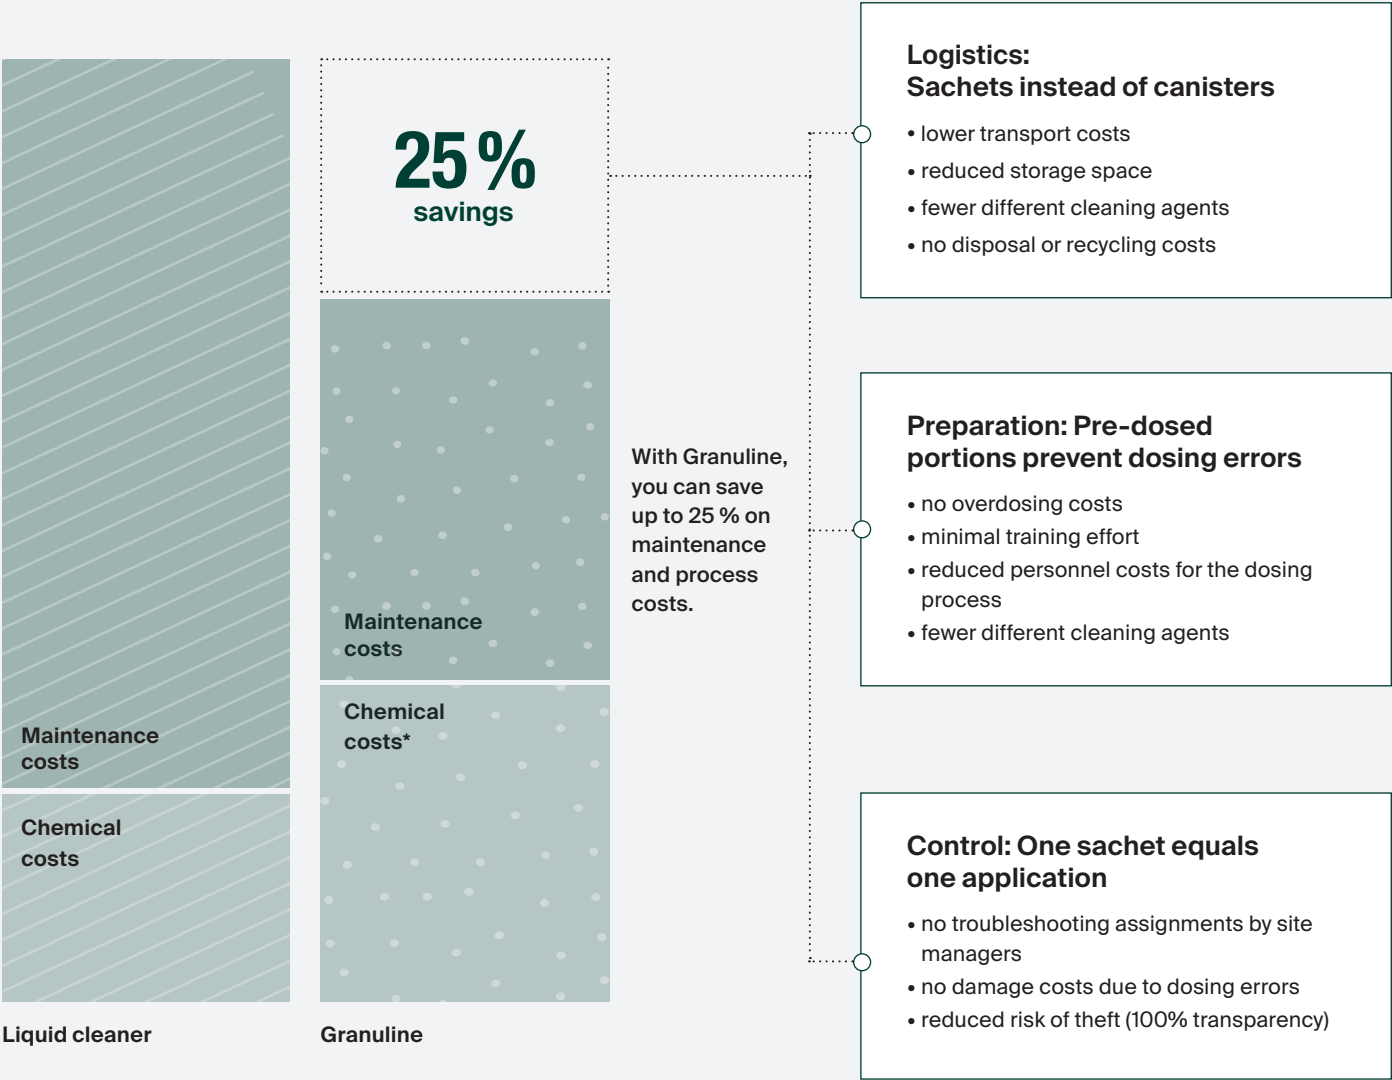 Maintenance
costs
Chemical
costs
Liquid cleaner
25 %
savings
Maintenance
costs
Chemical
costs*
Granuline
With Granuline,
you can save
up to 25 % on
maintenance
and process
costs.
Logistics:
Sachets instead of canisters
• lower transport costs
• reduced storage space
• fewer different cleaning agents
• no disposal or recycling costs
Preparation: Pre-dosed
portions prevent dosing errors
• no overdosing costs
• minimal training effort
• reduced personnel costs for the dosing
process
• fewer different cleaning agents
Control: One sachet equals
one application
• no troubleshooting assignments by site
managers
• no damage costs due to dosing errors
• reduced risk of theft (100% transparency)